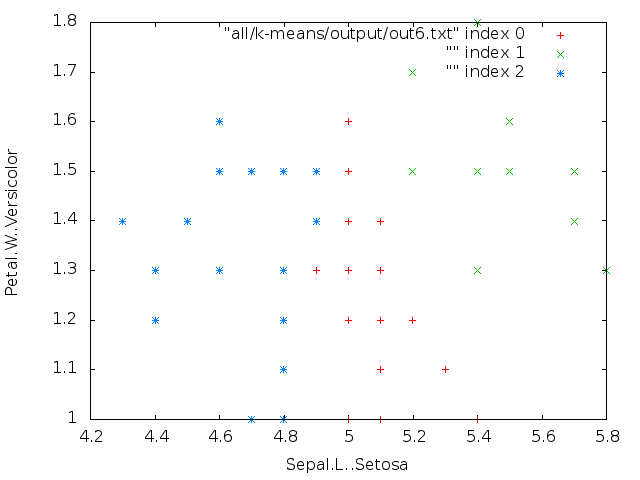 "all/k-means/output/out6.txt" index 0
"" index 1
"" index 2
1.8
1.7
1.6
1.5
1.4
1.3
1.2
1.1
1
Petal.W..Versicolor
4.2 4.4 4.6 4.8 5 5.2 5.4 5.6 5.8
Sepal.L..Setosa